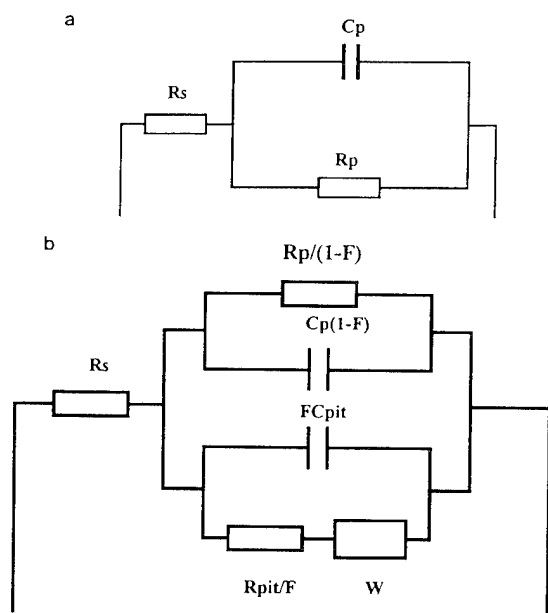 a
Cp
Rs
Rp
b
Rp/(1-F)
Cp(1-F)
Rs
FCpit
Rpit/F
W